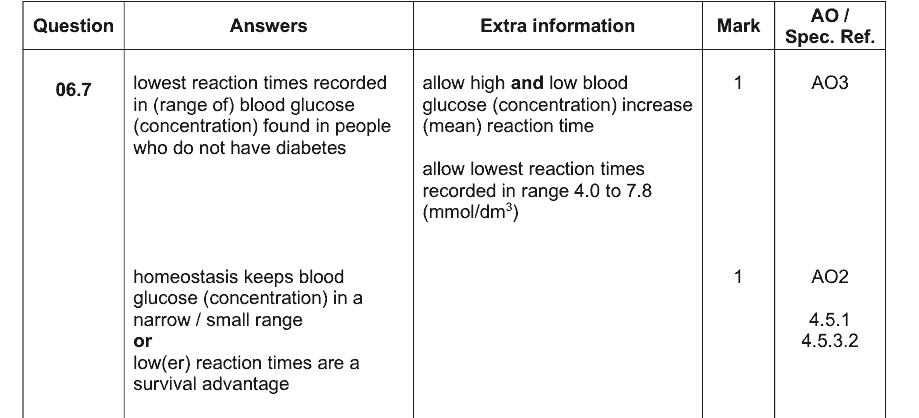 Question Answers Extra information Mark AO /
Spec. Ref.
06.7
lowest reaction times recorded
in (range of) blood glucose
(concentration) found in people
who do not have diabetes
allow high and low blood
glucose (concentration) increase
(mean) reaction time
allow lowest reaction times
recorded in range 4.0 to 7.8
(mmol/dm³)
1
AO3
homeostasis keeps blood
glucose (concentration) in a
narrow / small range
or
low(er) reaction times are a
survival advantage
1
AO2
4.5.1
4.5.3.2